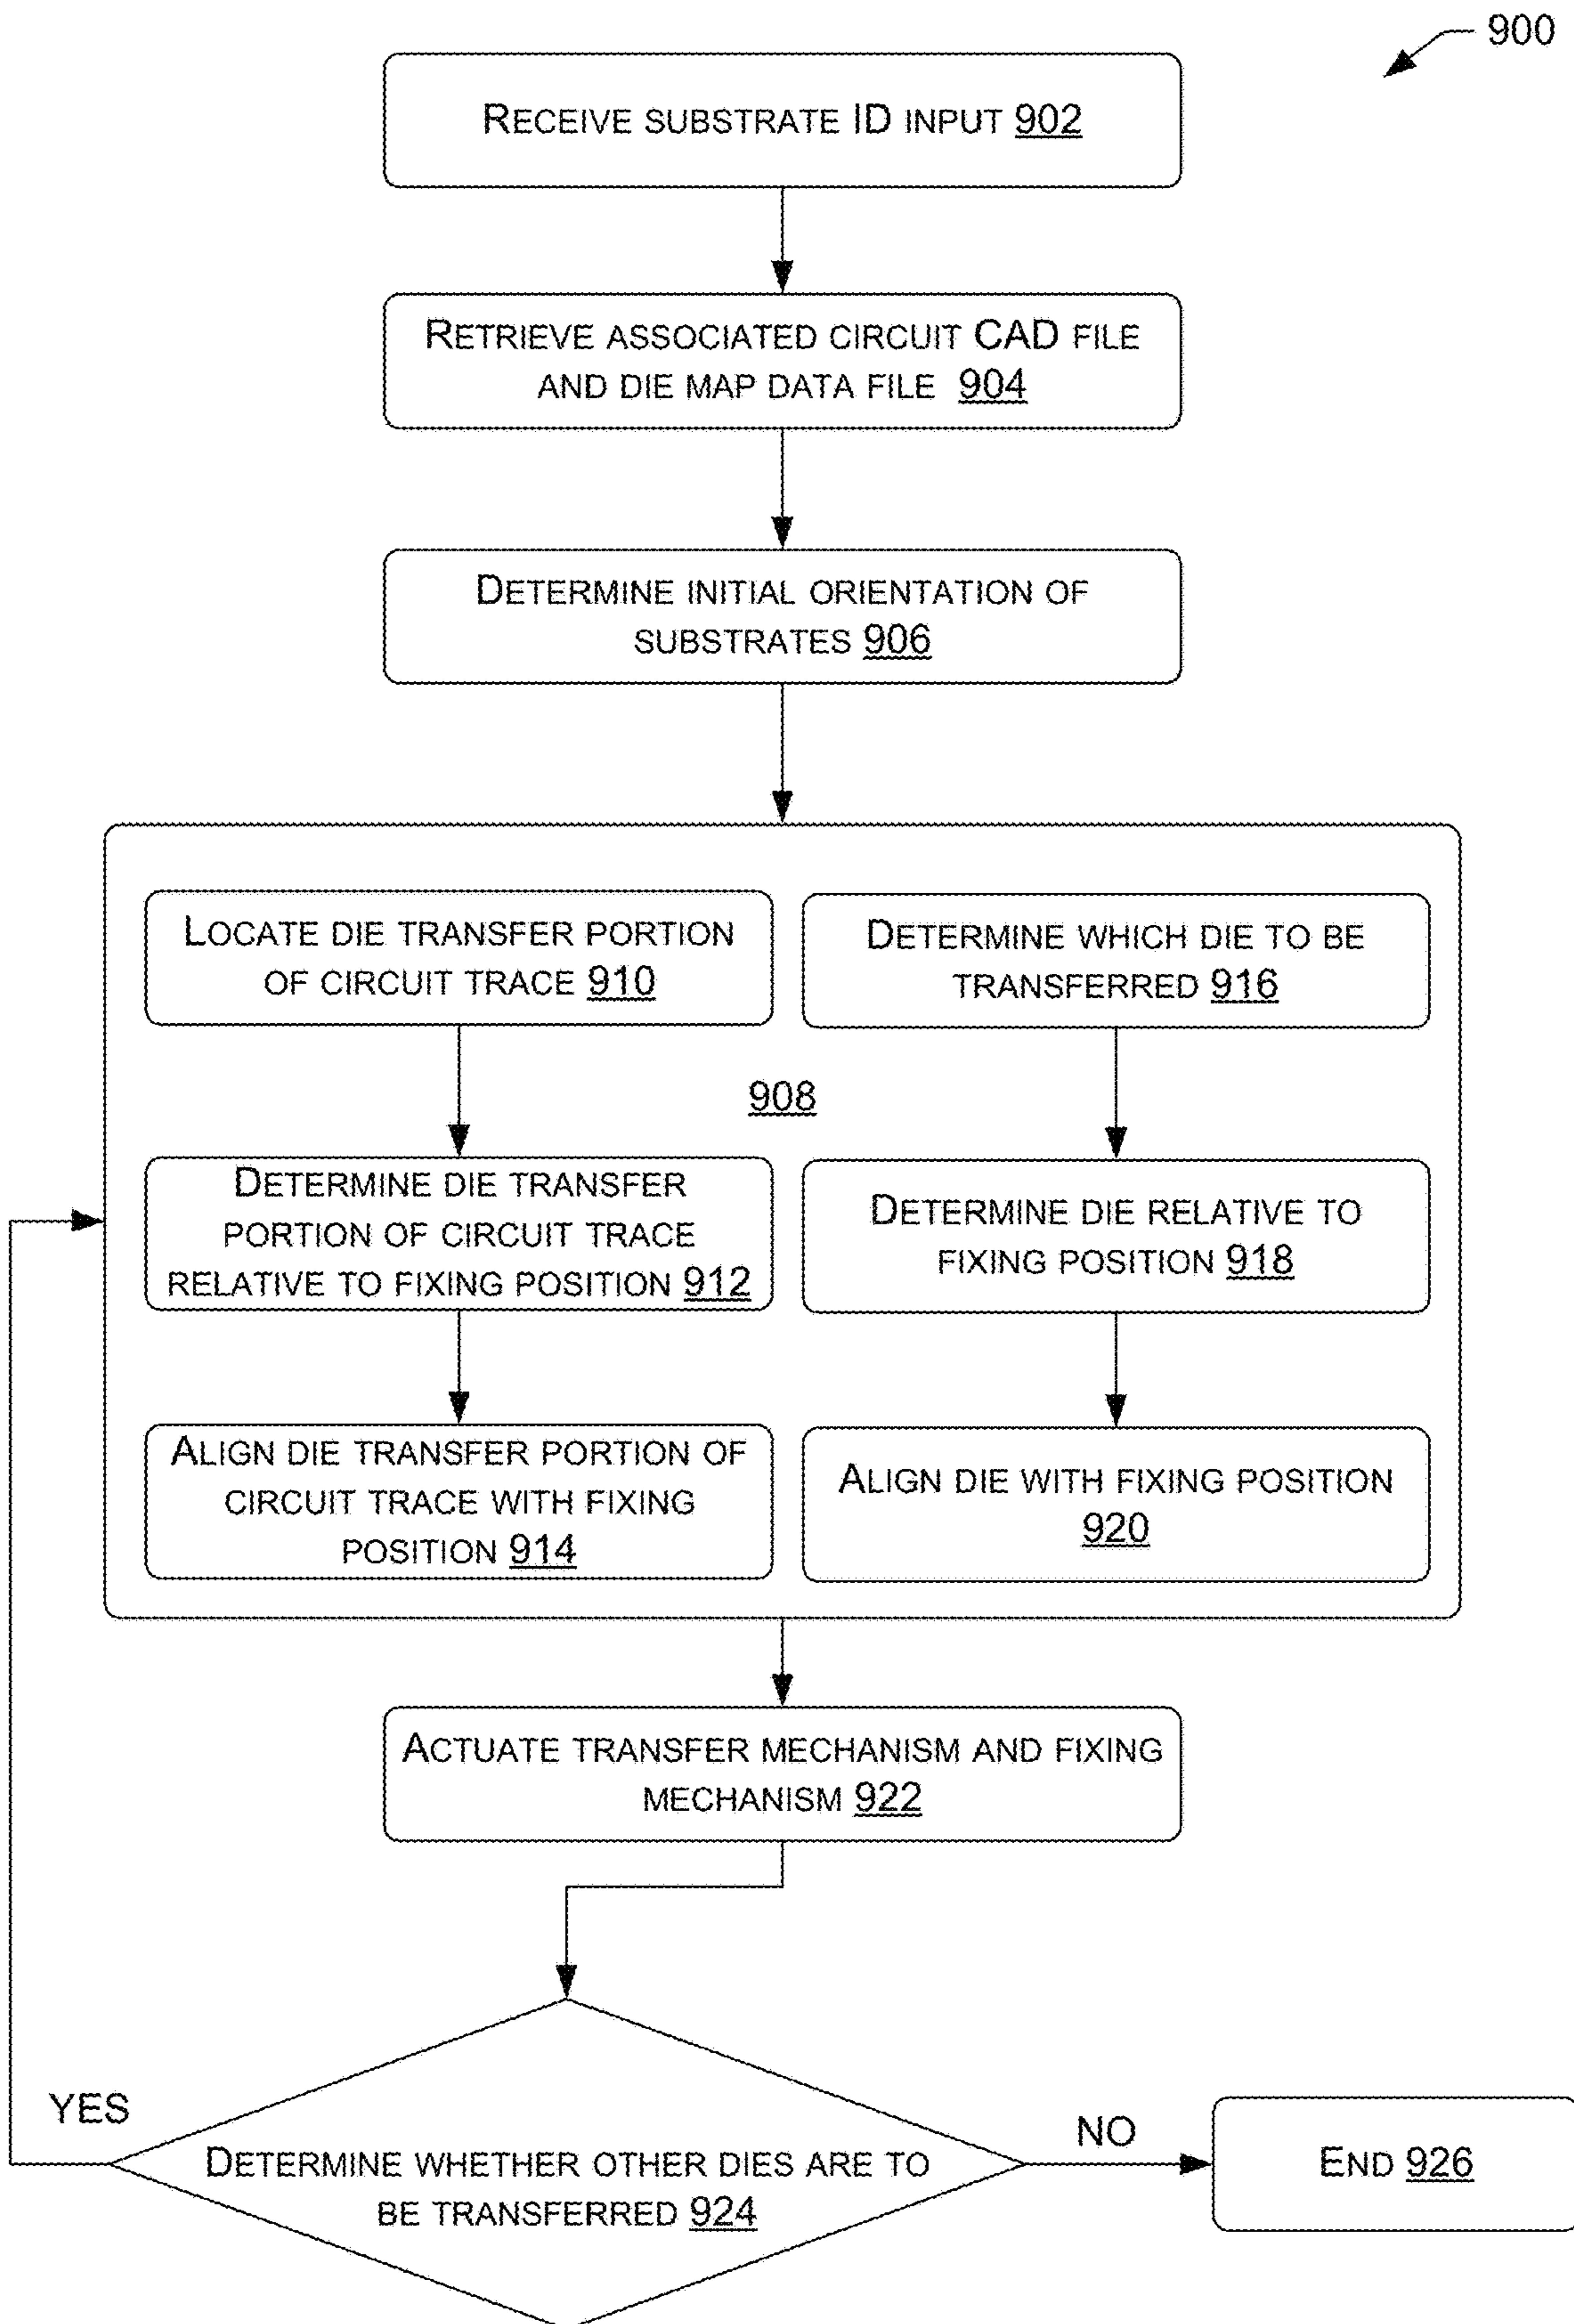 900
RECEIVE SUBSTRATE ID INPUT 902
RETRIEVE ASSOCIATED CIRCUIT CAD FILE
AND DIE MAP DATA FILE 904
DETERMINE INITIAL ORIENTATION OF
SUBSTRATES 906
LOCATE DIE TRANSFER PORTION
OF CIRCUIT TRACE 910
DETERMINE WHICH DIE TO BE
TRANSFERRED 916
908
DETERMINE DIE TRANSFER
PORTION OF CIRCUIT TRACE
RELATIVE TO FIXING POSITION 912
DETERMINE DIE RELATIVE TO
FIXING POSITION 918
ALIGN DIE TRANSFER PORTION OF
CIRCUIT TRACE WITH FIXING
POSITION 914
ALIGN DIE WITH FIXING POSITION
920
ACTUATE TRANSFER MECHANISM AND FIXING
MECHANISM 922
YES
DETERMINE WHETHER OTHER DIES ARE TO
BE TRANSFERRED 924
NO
END 926